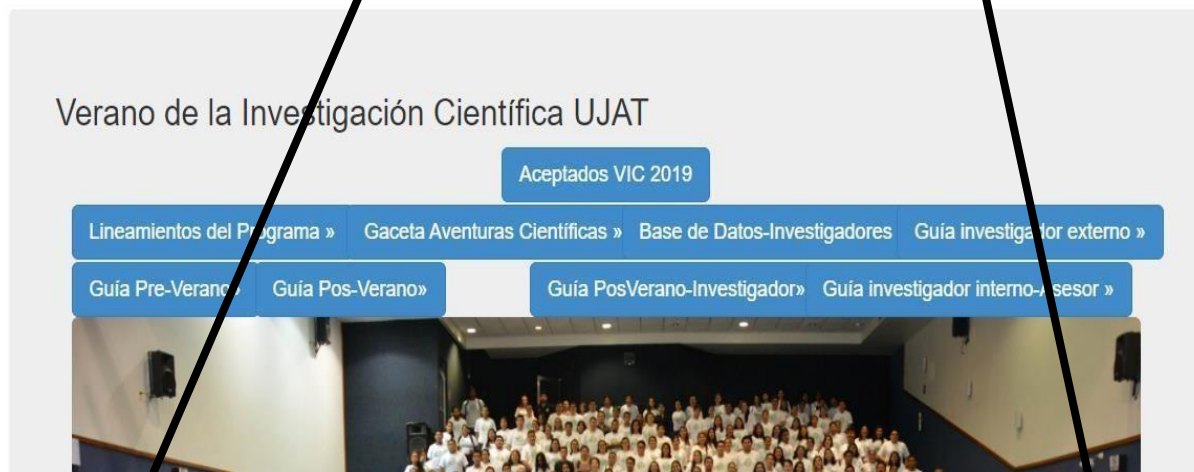 Verano de la Investigación Científica UJAT
Aceptados VIC 2019
Lineamientos del Programa » Gaceta Aventuras Científicas » Base de Datos-Investigadores Guía investigador externo »
Guía Pre-Verano» Guía Pos-Verano» Guía PosVerano-Investigador» Guía investigador interno-Asesor »